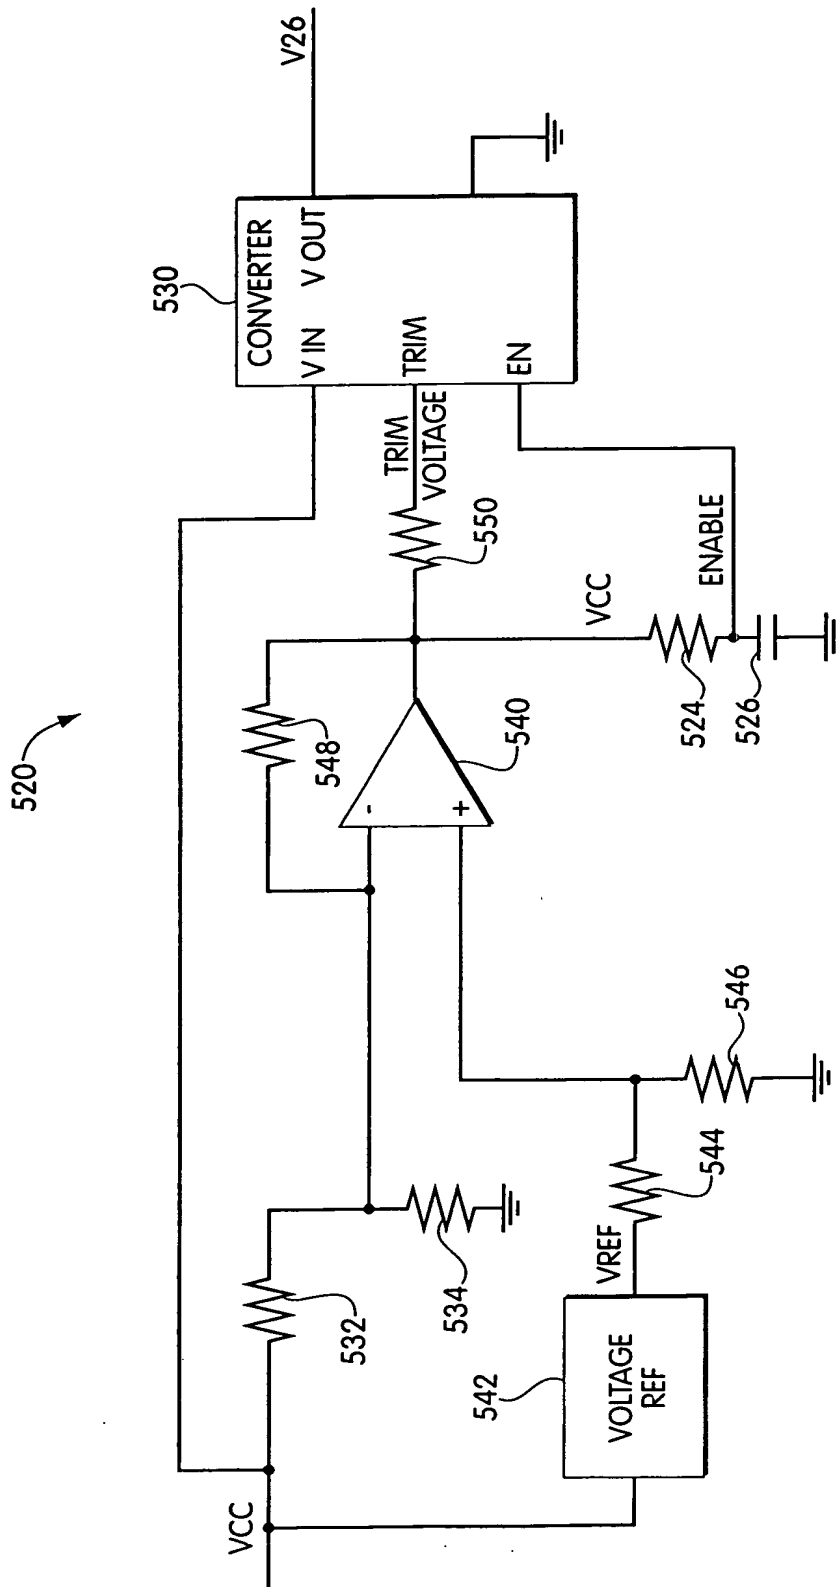 520
VCC
532
534
542
VOLTAGE
REF
VREF
544
546
548
-
+
540
VCC
524
526
ENABLE
550
TRIM
VOLTAGE
530
CONVERTER
V IN
V OUT
TRIM
EN
V26